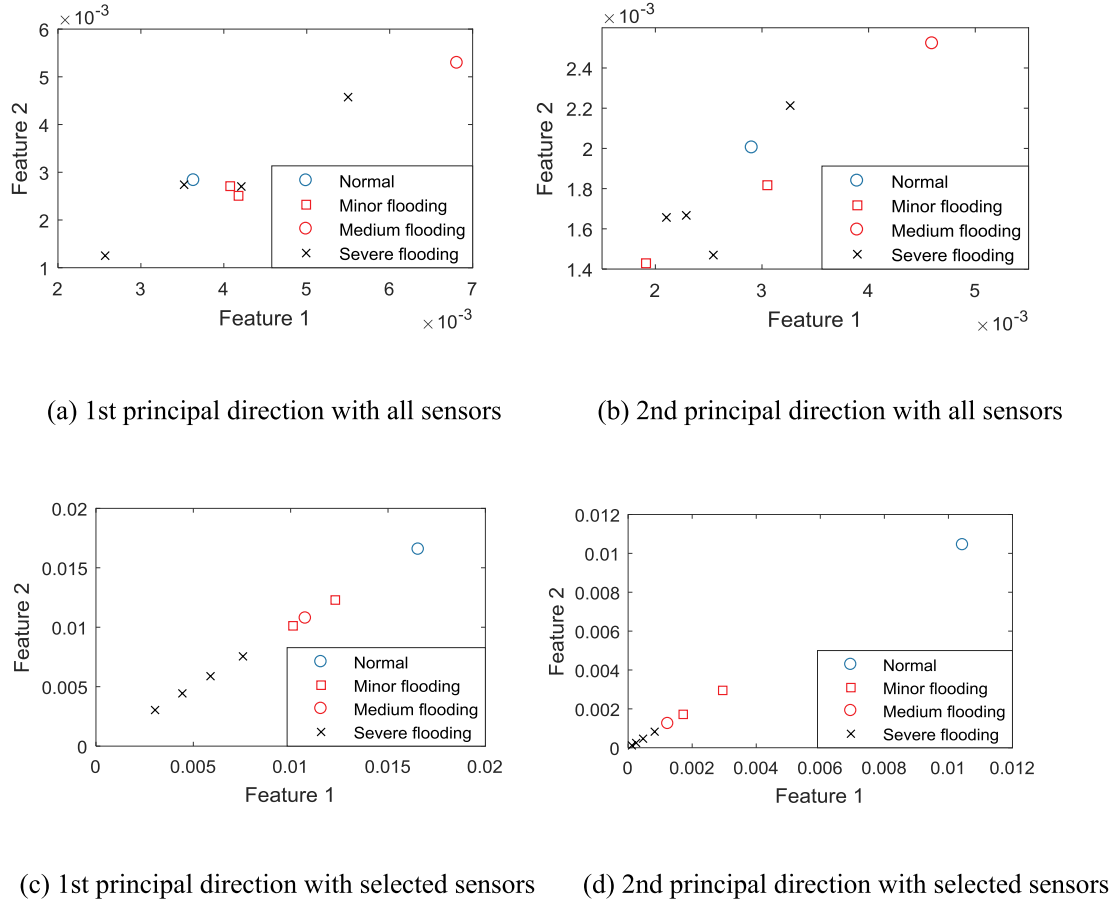 × 10⁻³
6
5
4
3
2
1
Feature 2
Normal
Minor flooding
Medium flooding
Severe flooding
2 3 4 5 6 7
Feature 1
× 10⁻³
× 10⁻³
2.4
2.2
2
1.8
1.6
1.4
Feature 2
Normal
Minor flooding
Medium flooding
Severe flooding
2 3 4 5
Feature 1
× 10⁻³
(a) 1st principal direction with all sensors
(b) 2nd principal direction with all sensors
0.02
0.015
0.01
0.005
0
Feature 2
Normal
Minor flooding
Medium flooding
Severe flooding
0 0.005 0.01 0.015 0.02
Feature 1
0.012
0.01
0.008
0.006
0.004
0.002
0
Feature 2
Normal
Minor flooding
Medium flooding
Severe flooding
0 0.002 0.004 0.006 0.008 0.01 0.012
Feature 1
(c) 1st principal direction with selected sensors
(d) 2nd principal direction with selected sensors